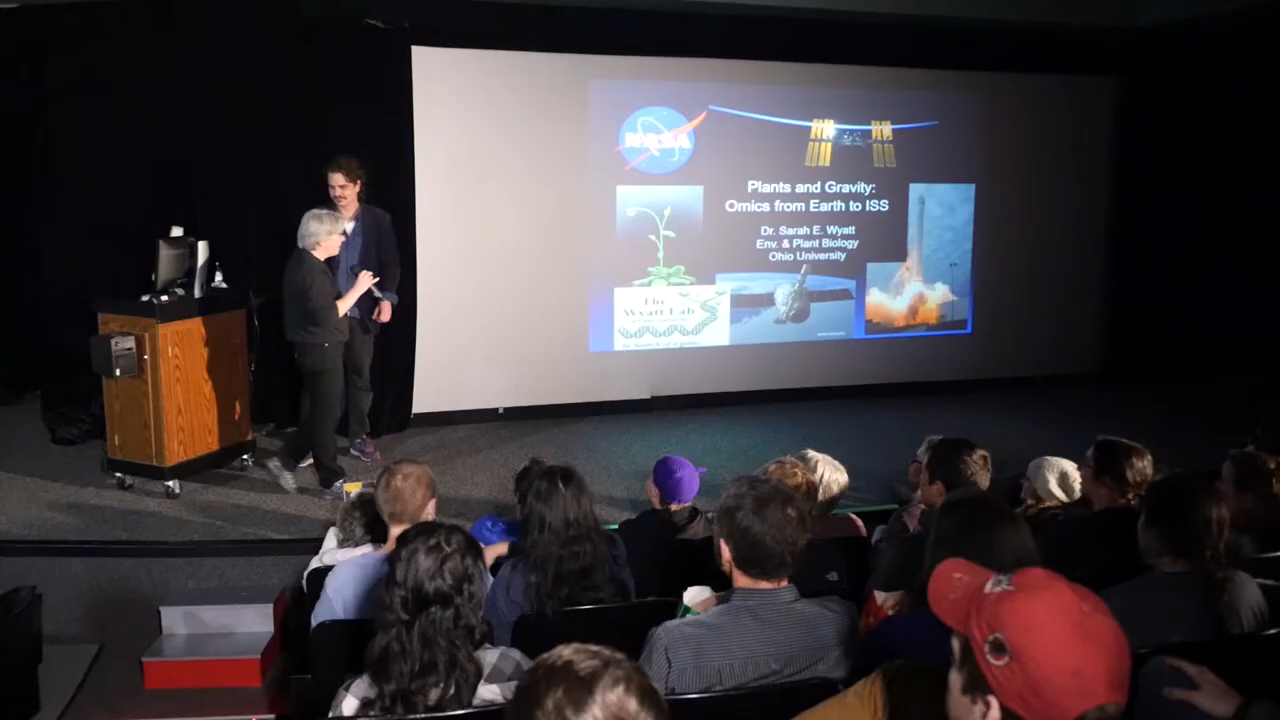 NASA
Plants and Gravity:
Omics from Earth to ISS
Dr. Sarah E. Wyatt
Env. & Plant Biology
Ohio University
The
Wyatt Lab